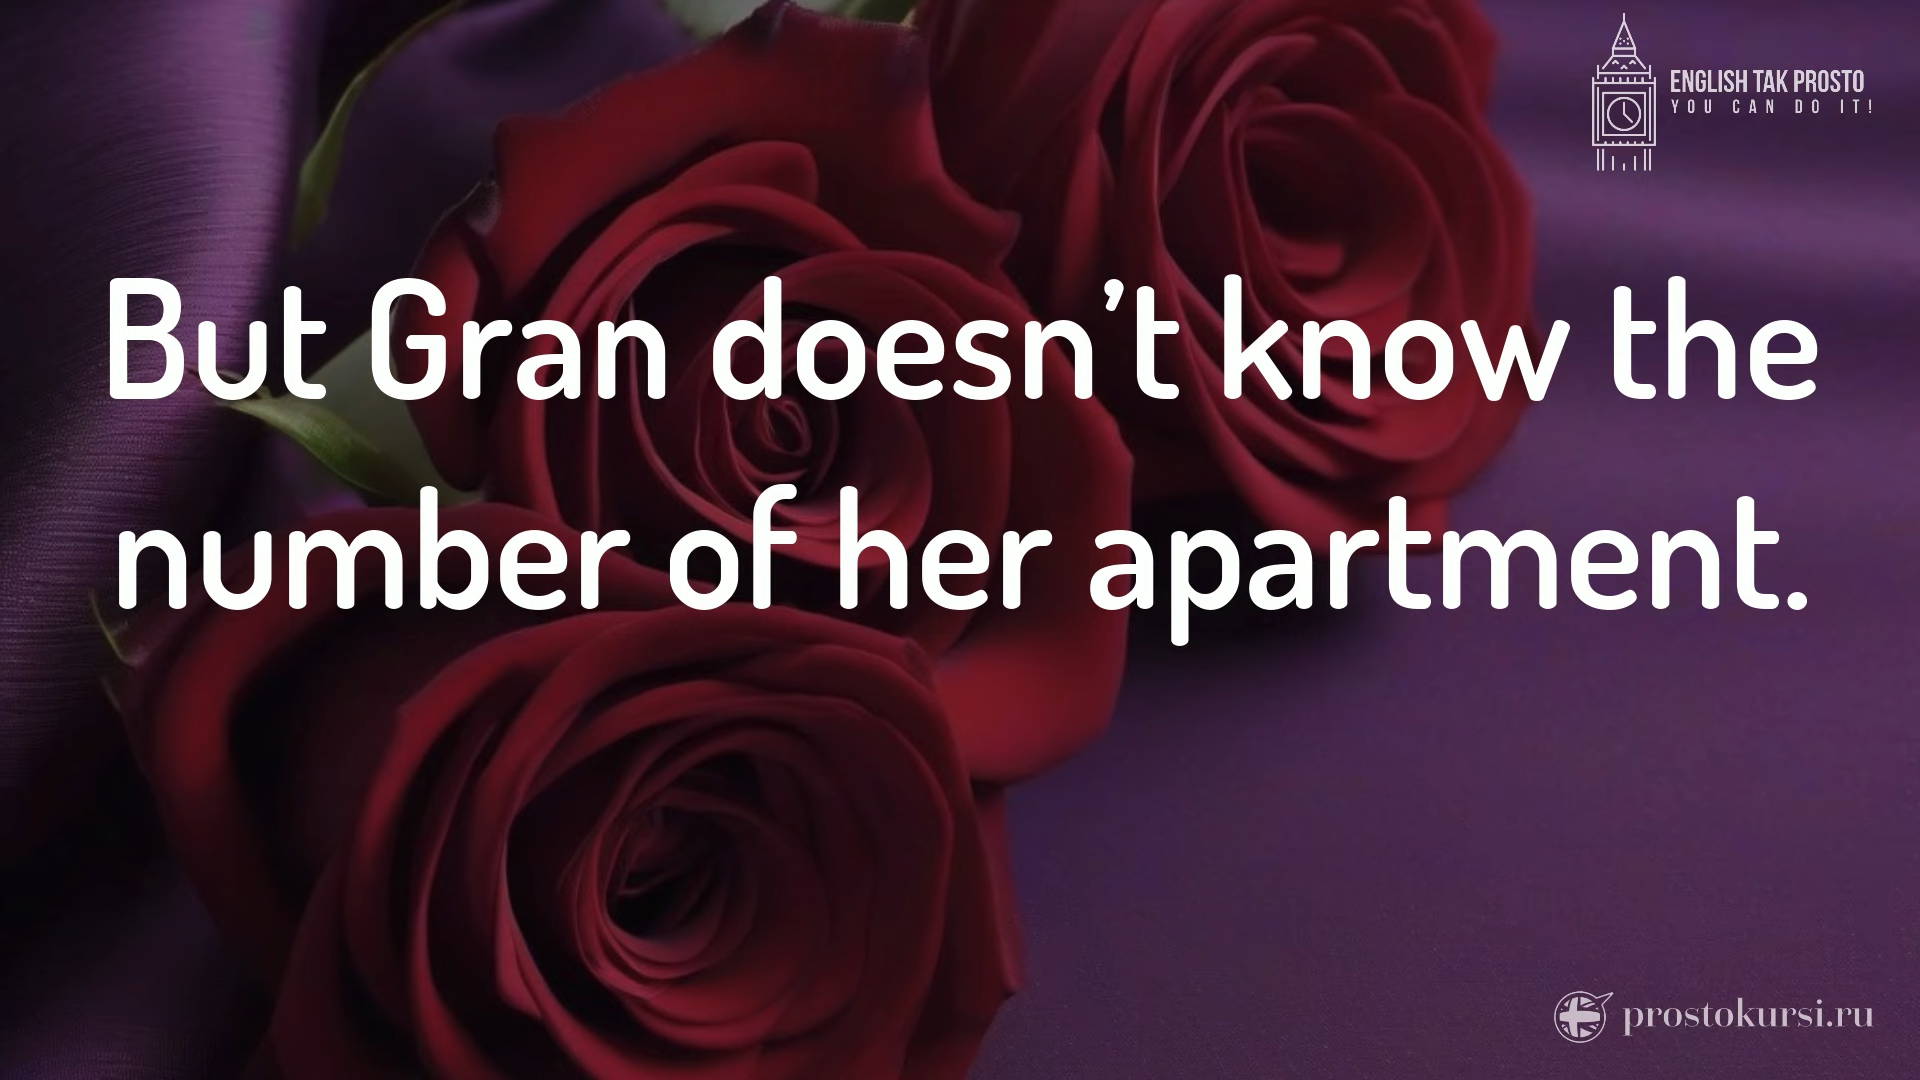 ENGLISH TAK PROSTO
YOU CAN DO IT!
But Gran doesn’t know the
number of her apartment.
prostokursi.ru